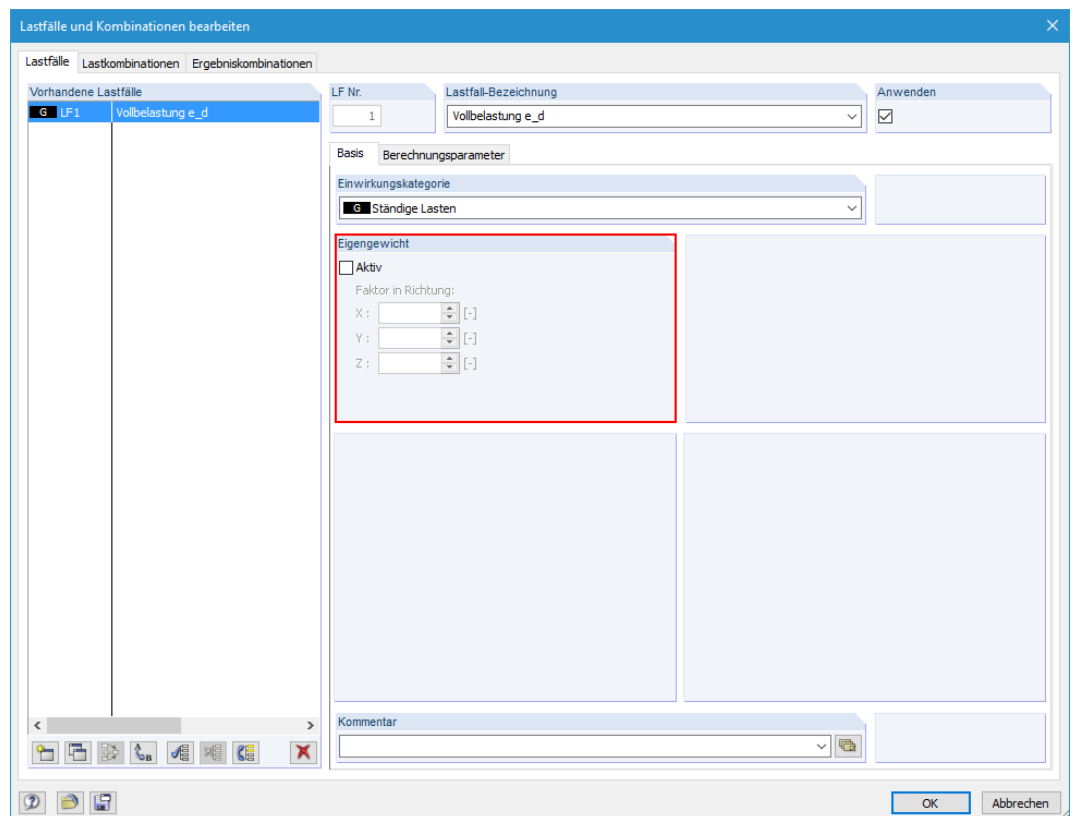 Lastfälle und Kombinationen bearbeiten
Lastfälle Lastkombinationen Ergebniskombinationen
Vorhandene Lastfälle
G LF1 Vollbelastung e_d
LF Nr.
1
Lastfall-Bezeichnung
Vollbelastung e_d
Anwenden
Basis Berechnungsparameter
Einwirkungskategorie
G Ständige Lasten
Eigengewicht
Aktiv
Faktor in Richtung:
X : [-]
Y : [-]
Z : [-]
Kommentar
OK Abbrechen